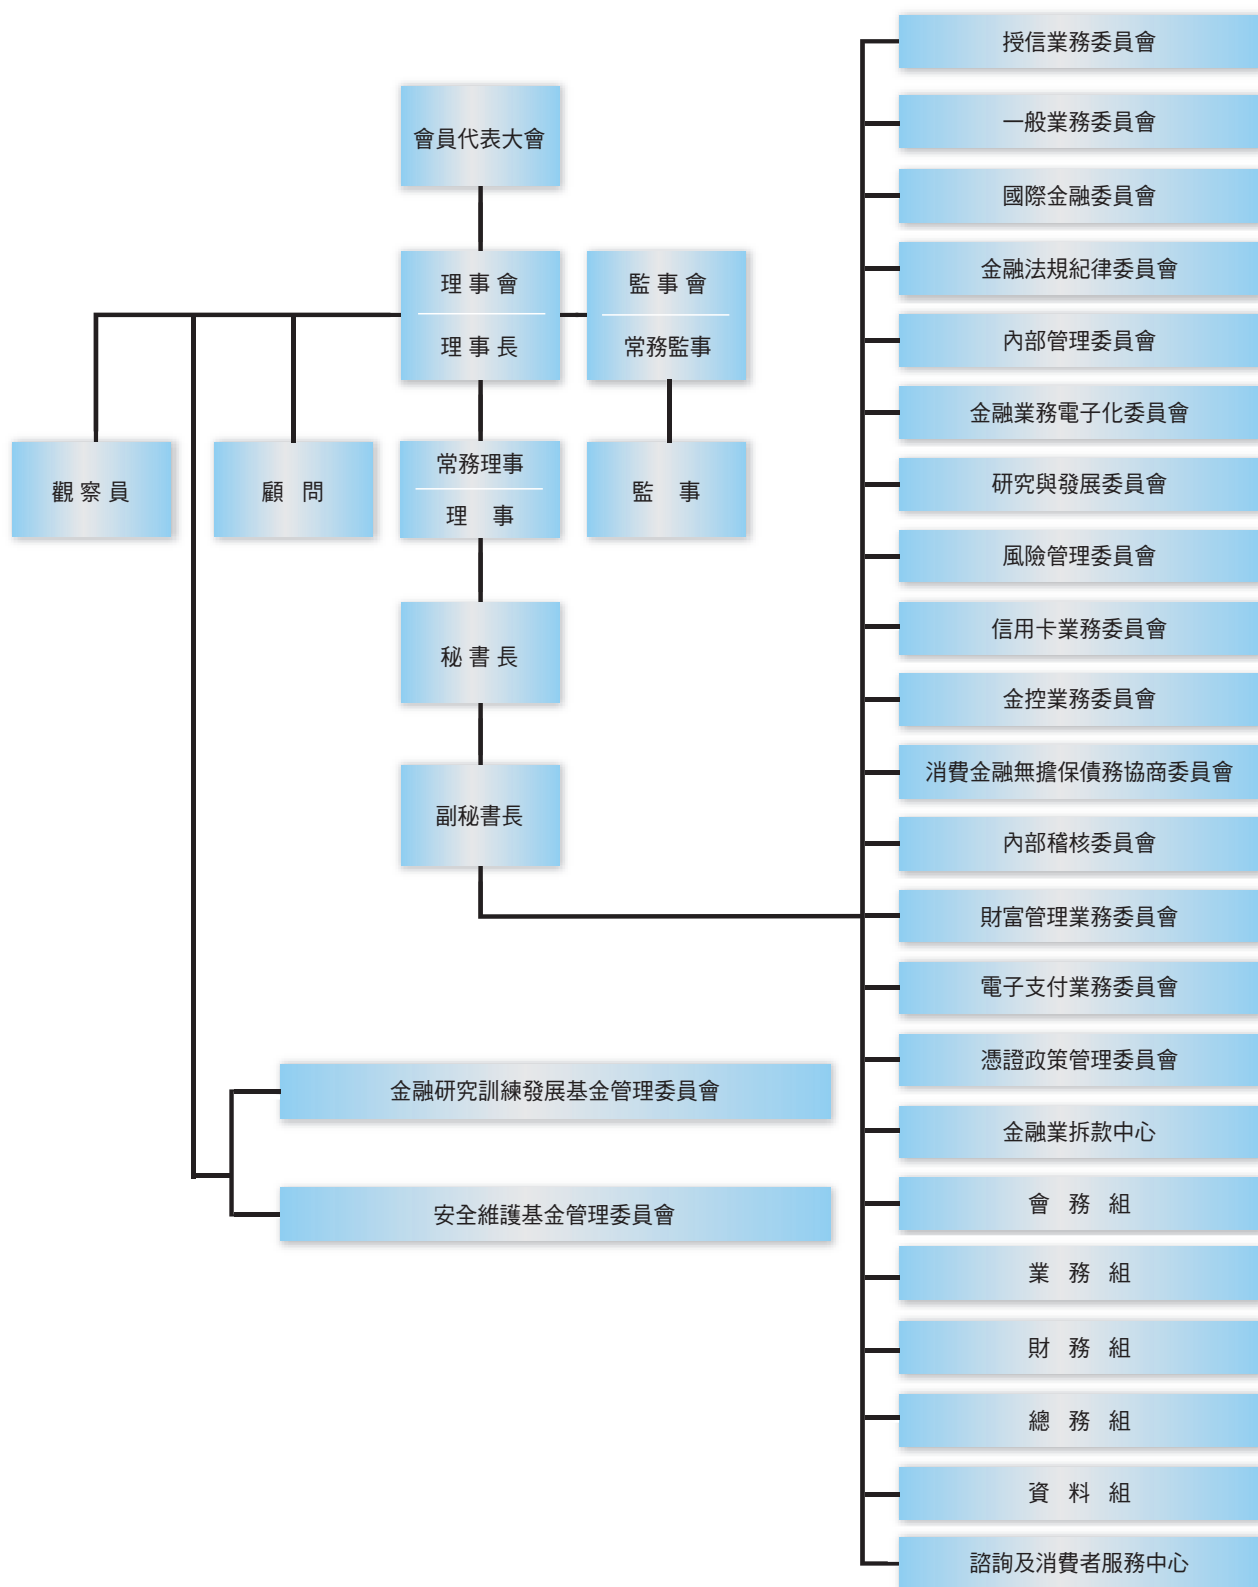 會員代表大會
理事會
理事長
監事會
常務監事
觀察員
顧 問
常務理事
理 事
監 事
秘書長
副秘書長
金融研究訓練發展基金管理委員會
安全維護基金管理委員會
授信業務委員會
一般業務委員會
國際金融委員會
金融法規紀律委員會
內部管理委員會
金融業務電子化委員會
研究與發展委員會
風險管理委員會
信用卡業務委員會
金控業務委員會
消費金融無擔保債務協商委員會
內部稽核委員會
財富管理業務委員會
電子支付業務委員會
憑證政策管理委員會
金融業拆款中心
會 務 組
業 務 組
財 務 組
總 務 組
資 料 組
諮詢及消費者服務中心